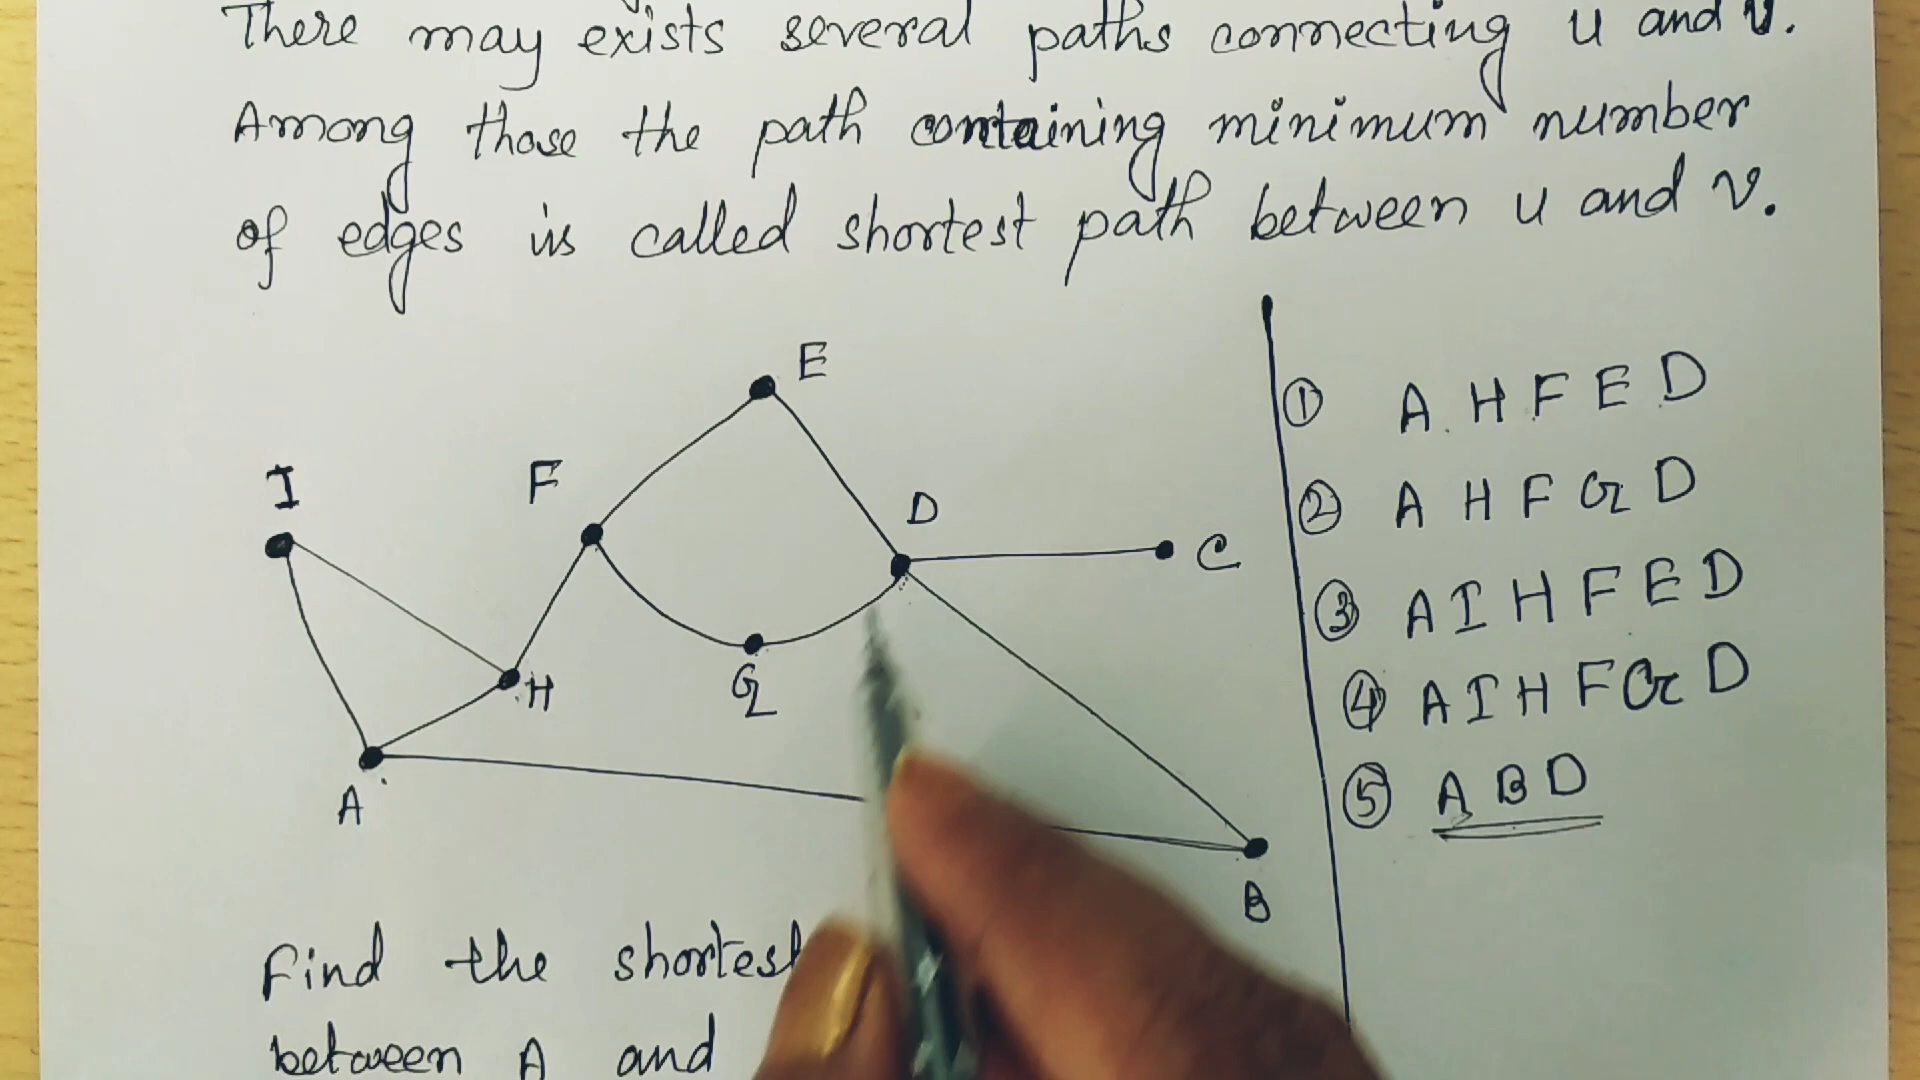 There may exists several paths connecting u and v.
Among those the path containing minimum number
of edges is called shortest path between u and v.
E
I
F
D
C
H
G
A
B
① A H F E D
② A H F G D
③ A I H F E D
④ A I H F G D
⑤ A B D
Find the shortest
between A and